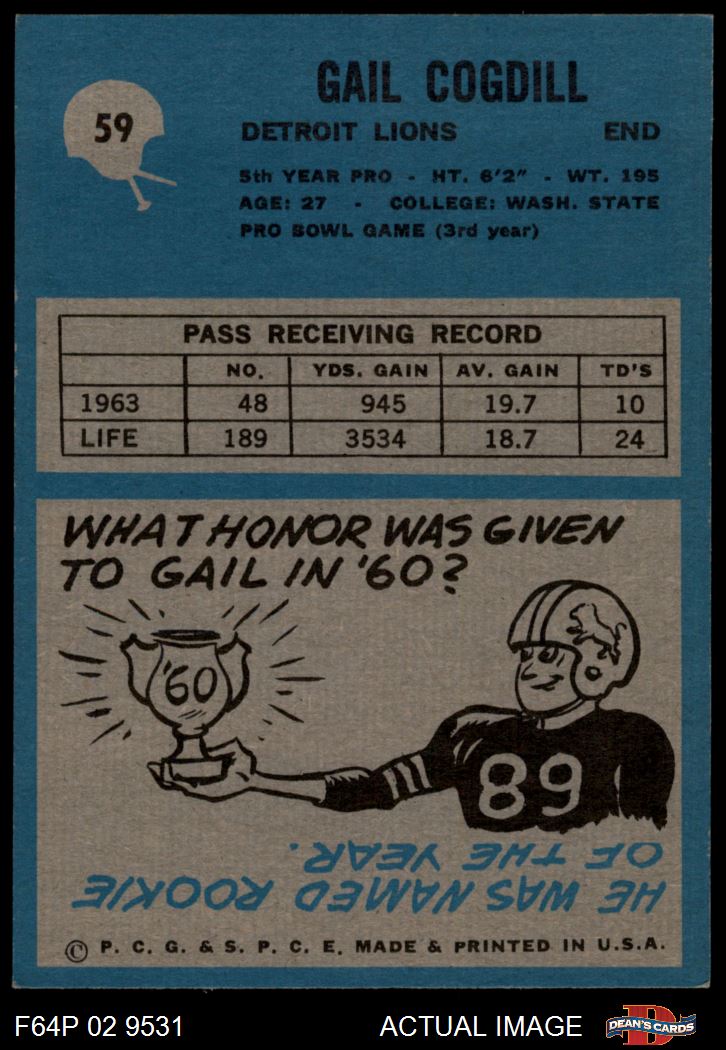 59
GAIL COGDILL
DETROIT LIONS END
5th YEAR PRO - HT. 6'2" - WT. 195
AGE: 27 - COLLEGE: WASH. STATE
PRO BOWL GAME (3rd year)
PASS RECEIVING RECORD
NO. YDS. GAIN AV. GAIN TD'S
1963 48 945 19.7 10
LIFE 189 3534 18.7 24
WHAT HONOR WAS GIVEN
TO GAIL IN '60?
'60
89
HE WAS NAMED ROOKIE
OF THE YEAR.
© P. C. G. & S. P. C. E. MADE & PRINTED IN U.S.A.
F64P 02 9531 ACTUAL IMAGE D DEAN'S CARDS